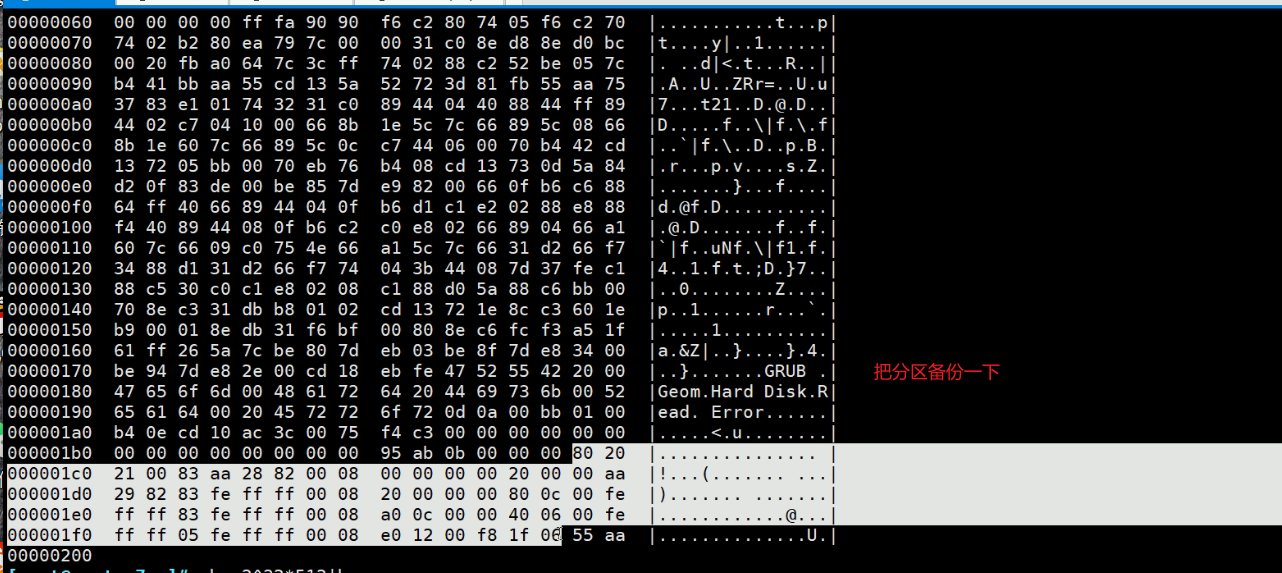 00000060  00 00 00 00 ff fa 90 90  f6 c2 80 74 05 f6 c2 70  |...........t...p|
00000070  74 02 b2 80 ea 79 7c 00  00 31 c0 8e d8 8e d0 bc  |t....y|..1......|
00000080  00 20 fb a0 64 7c 3c ff  74 02 88 c2 52 be 05 7c  |. ..d|<.t...R..||
00000090  b4 41 bb aa 55 cd 13 5a  52 72 3d 81 fb 55 aa 75  |.A..U..ZRr=..U.u|
000000a0  37 83 e1 01 74 32 31 c0  89 44 04 40 88 44 ff 89  |7...t21..D.@.D..|
000000b0  44 02 c7 04 10 00 66 8b  1e 5c 7c 66 89 5c 08 66  |D.....f..\|f.\.f|
000000c0  8b 1e 60 7c 66 89 5c 0c  c7 44 06 00 70 b4 42 cd  |..`|f.\..D..p.B.|
000000d0  13 72 05 bb 00 70 eb 76  b4 08 cd 13 73 0d 5a 84  |.r...p.v....s.Z.|
000000e0  d2 0f 83 de 00 be 85 7d  e9 82 00 66 0f b6 c6 88  |.......}...f....|
000000f0  64 ff 40 66 89 44 04 0f  b6 d1 c1 e2 02 88 e8 88  |d.@f.D..........|
00000100  f4 40 89 44 08 0f b6 c2  c0 e8 02 66 89 04 66 a1  |.@.D.......f..f.|
00000110  60 7c 66 09 c0 75 4e 66  a1 5c 7c 66 31 d2 66 f7  |`|f..uNf.\|f1.f.|
00000120  34 88 d1 31 d2 66 f7 74  04 3b 44 08 7d 37 fe c1  |4..1.f.t.;D.}7..|
00000130  88 c5 30 c0 c1 e8 02 08  c1 88 d0 5a 88 c6 bb 00  |..0........Z....|
00000140  70 8e c3 31 db b8 01 02  cd 13 72 1e 8c c3 60 1e  |p..1......r...`.|
00000150  b9 00 01 8e db 31 f6 bf  00 80 8e c6 fc f3 a5 1f  |.....1..........|
00000160  61 ff 26 5a 7c be 80 7d  eb 03 be 8f 7d e8 34 00  |a.&Z|..}....}.4.|
00000170  be 94 7d e8 2e 00 cd 18  eb fe 47 52 55 42 20 00  |..}.......GRUB .|
把分区备份一下
00000180  47 65 6f 6d 00 48 61 72  64 20 44 69 73 6b 00 52  |Geom.Hard Disk.R|
00000190  65 61 64 00 20 45 72 72  6f 72 0d 0a 00 bb 01 00  |ead. Error......|
000001a0  b4 0e cd 10 ac 3c 00 75  f4 c3 00 00 00 00 00 00  |.....<.u........|
000001b0  00 00 00 00 00 00 00 00  95 ab 0b 00 00 00 80 20  |............... |
000001c0  21 00 83 aa 28 82 00 08  00 00 00 00 20 00 00 aa  |!...(....... ...|
000001d0  29 82 83 fe ff ff 00 08  20 00 00 00 80 0c 00 fe  |)....... .......|
000001e0  ff ff 83 fe ff ff 00 08  a0 0c 00 00 40 06 00 fe  |............@...|
000001f0  ff ff 05 fe ff ff 00 08  e0 12 00 f8 1f 06 55 aa  |..............U.|
00000200